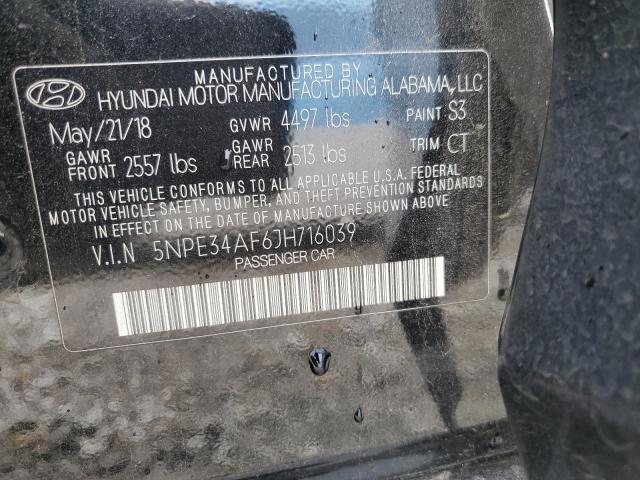 MANUFACTURED BY
HYUNDAI MOTOR MANUFACTURING ALABAMA, LLC
May/21/18 GVWR 4497 lbs PAINT S3
GAWR FRONT 2557 lbs GAWR REAR 2513 lbs TRIM CT
THIS VEHICLE CONFORMS TO ALL APPLICABLE U.S.A. FEDERAL
MOTOR VEHICLE SAFETY, BUMPER, AND THEFT PREVENTION STANDARDS
IN EFFECT ON THE DATE OF MANUFACTURE SHOWN ABOVE.
V.I.N 5NPE34AF6JH716039
PASSENGER CAR